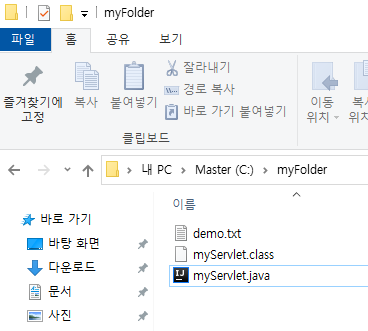 myFolder
파일 홈 공유 보기
즐겨찾기에 고정
복사
붙여넣기
잘라내기
경로 복사
바로 가기 붙여넣기
이동 위치
복사 위치
클립보드
내 PC > Master (C:) > myFolder
이름
바로 가기
바탕 화면
다운로드
문서
사진
demo.txt
myServlet.class
myServlet.java